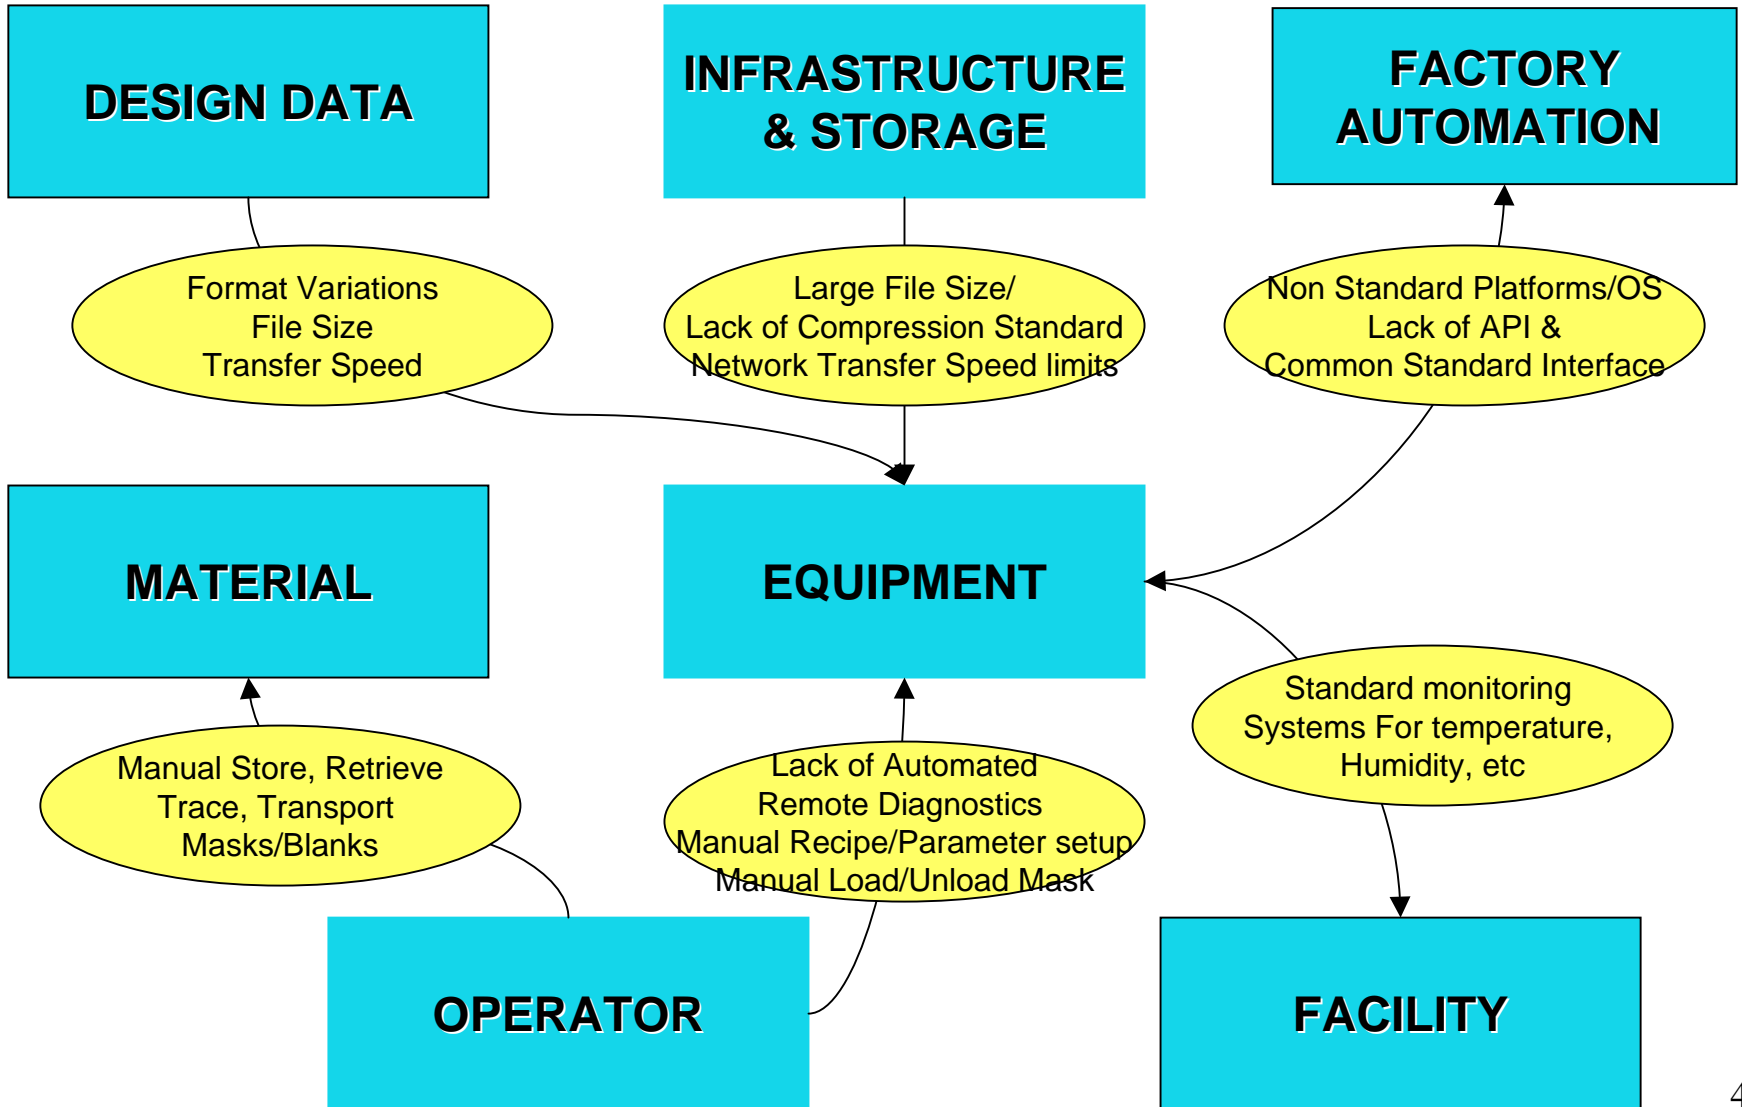 DESIGN DATA
INFRASTRUCTURE
& STORAGE
FACTORY
AUTOMATION
Format Variations
File Size
Transfer Speed
Large File Size/
Lack of Compression Standard
Network Transfer Speed limits
Non Standard Platforms/OS
Lack of API &
Common Standard Interface
MATERIAL
EQUIPMENT
Manual Store, Retrieve
Trace, Transport
Masks/Blanks
Lack of Automated
Remote Diagnostics
Manual Recipe/Parameter setup
Manual Load/Unload Mask
Standard monitoring
Systems For temperature,
Humidity, etc
OPERATOR
FACILITY
4